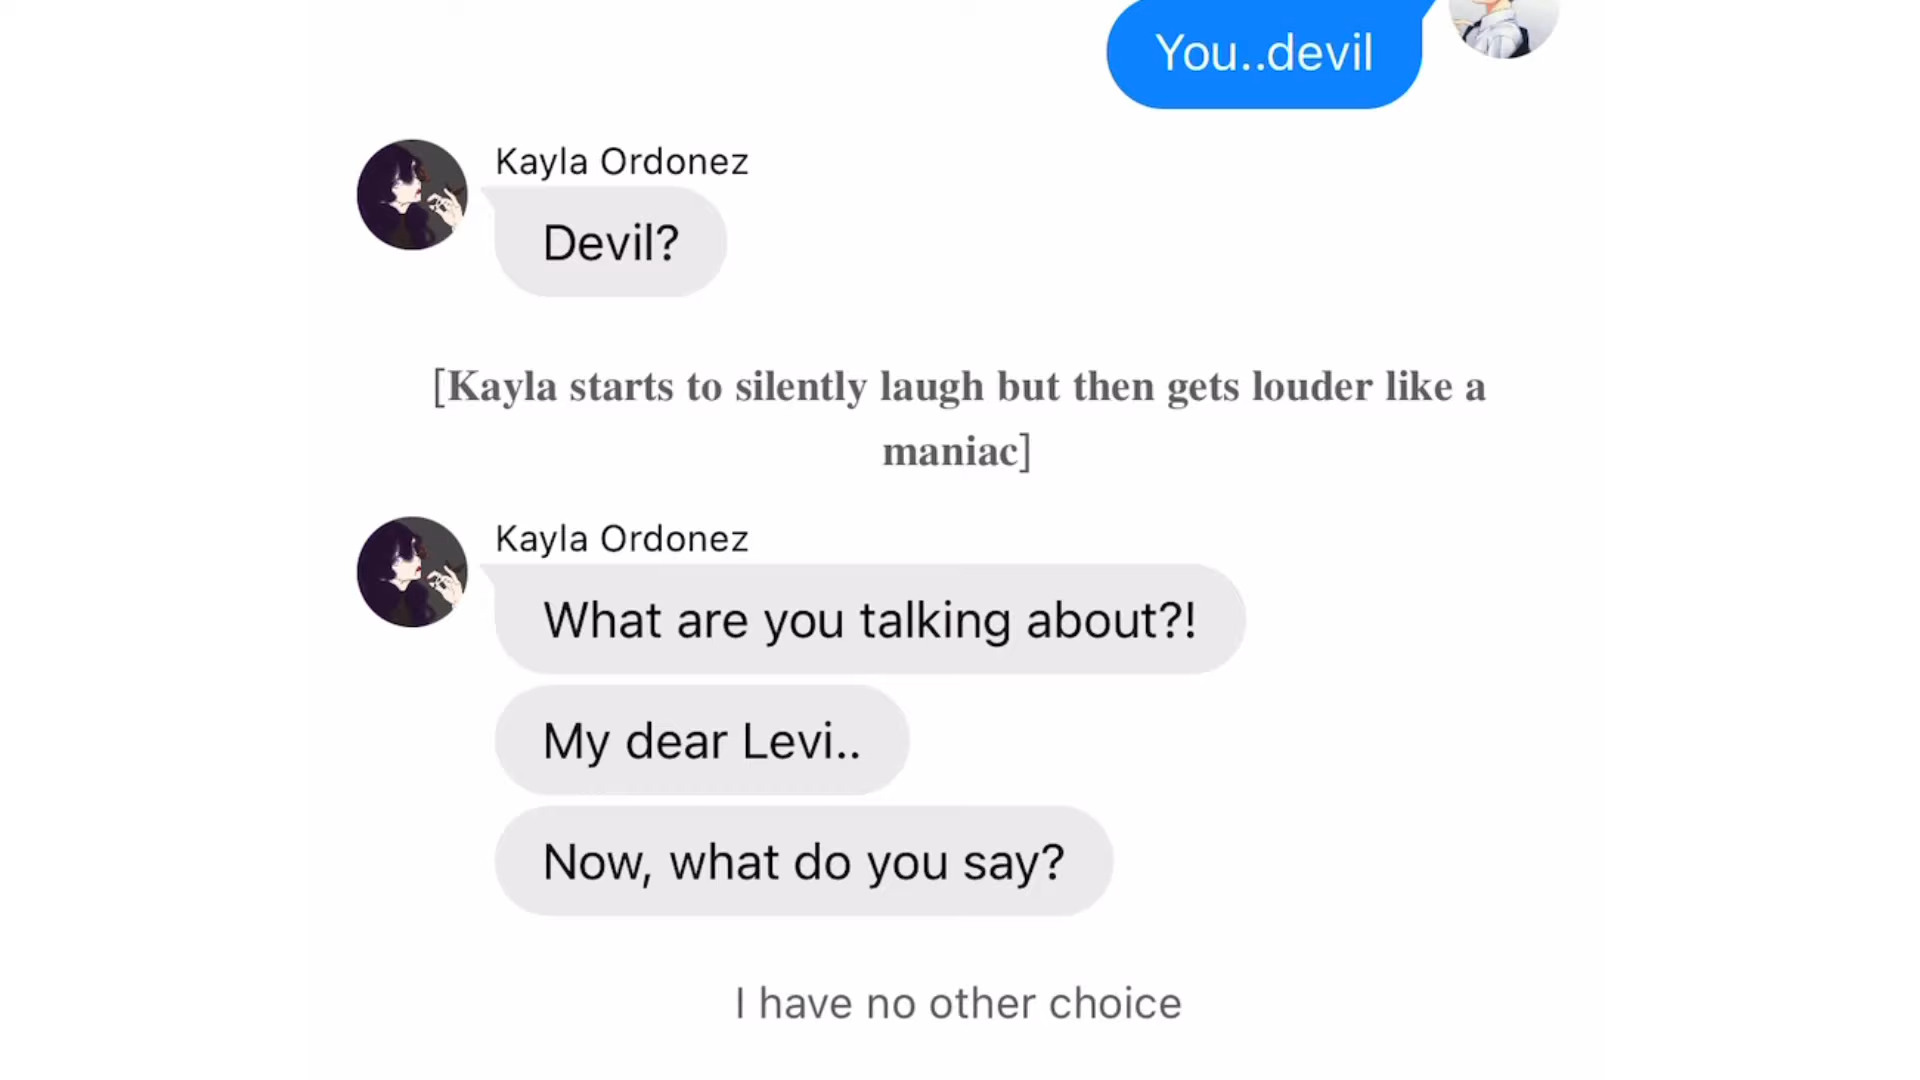 You..devil
Kayla Ordonez
Devil?
[Kayla starts to silently laugh but then gets louder like a
maniac]
Kayla Ordonez
What are you talking about?!
My dear Levi..
Now, what do you say?
I have no other choice